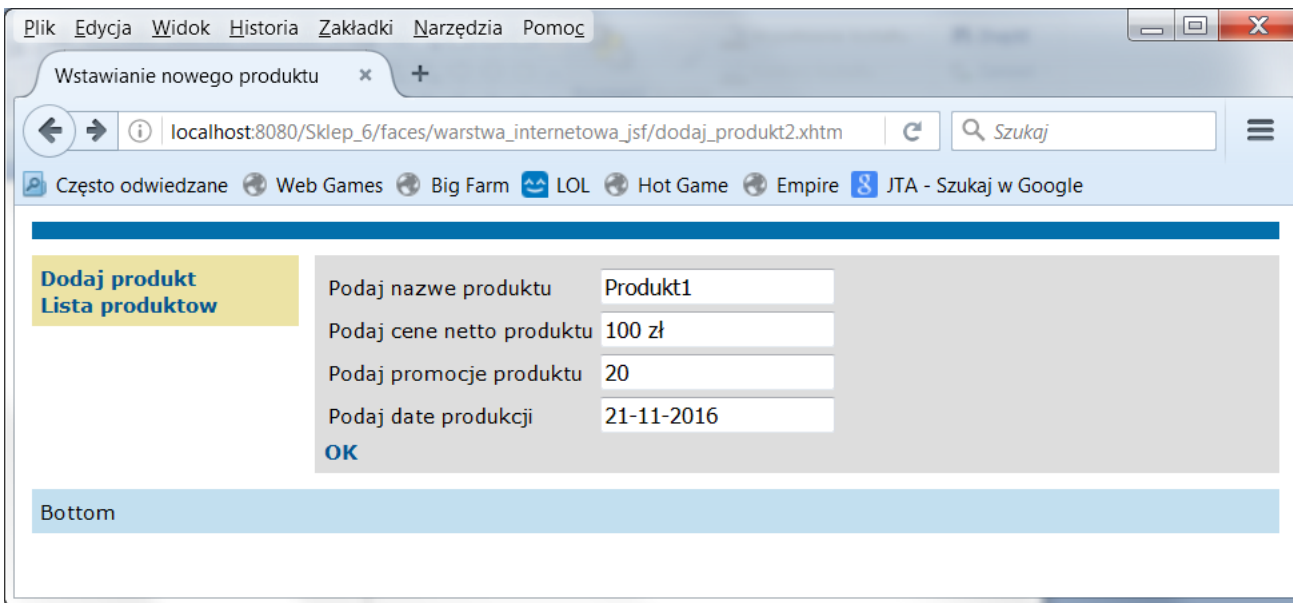 Plik Edycja Widok Historia Zakładki Narzędzia Pomoc
Wstawianie nowego produktu
localhost:8080/Sklep_6/faces/warstwa_internetowa_jsf/dodaj_produkt2.xhtm Szukaj
Często odwiedzane Web Games Big Farm LOL Hot Game Empire 8 JTA - Szukaj w Google
Dodaj produkt
Lista produktow
Podaj nazwe produktu Produkt1
Podaj cene netto produktu 100 zł
Podaj promocje produktu 20
Podaj date produkcji 21-11-2016
OK
Bottom